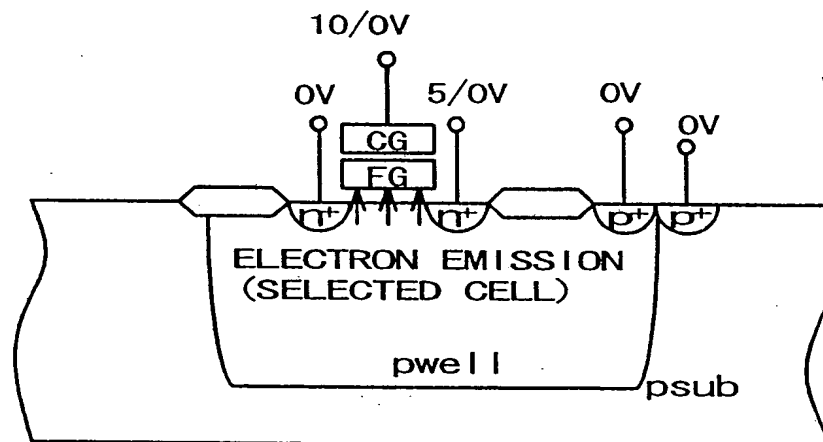 10/0V
0V
5/0V
0V
0V
CG
FG
n+
n+
p+
p+
ELECTRON EMISSION
(SELECTED CELL)
pwell
psub